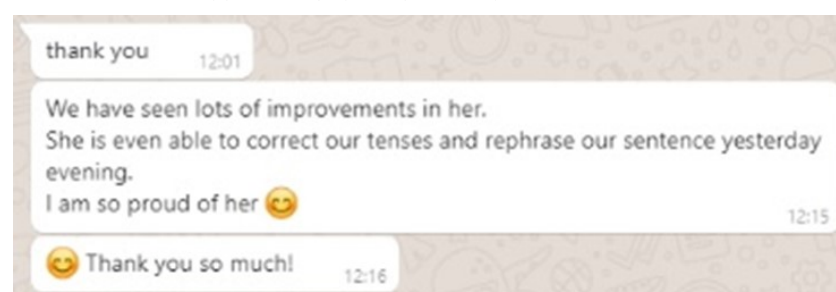 thank you 12:01
We have seen lots of improvements in her.
She is even able to correct our tenses and rephrase our sentence yesterday
evening.
I am so proud of her 😊
12:15
😊 Thank you so much! 12:16